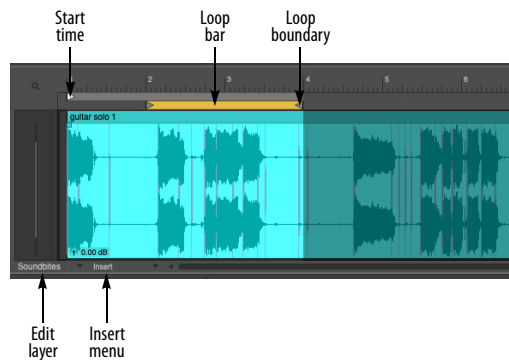 Start time
Loop bar
Loop boundary
2
3
4
5
6
guitar solo 1
0.00 dB
Soundbites
Insert
Edit layer
Insert menu